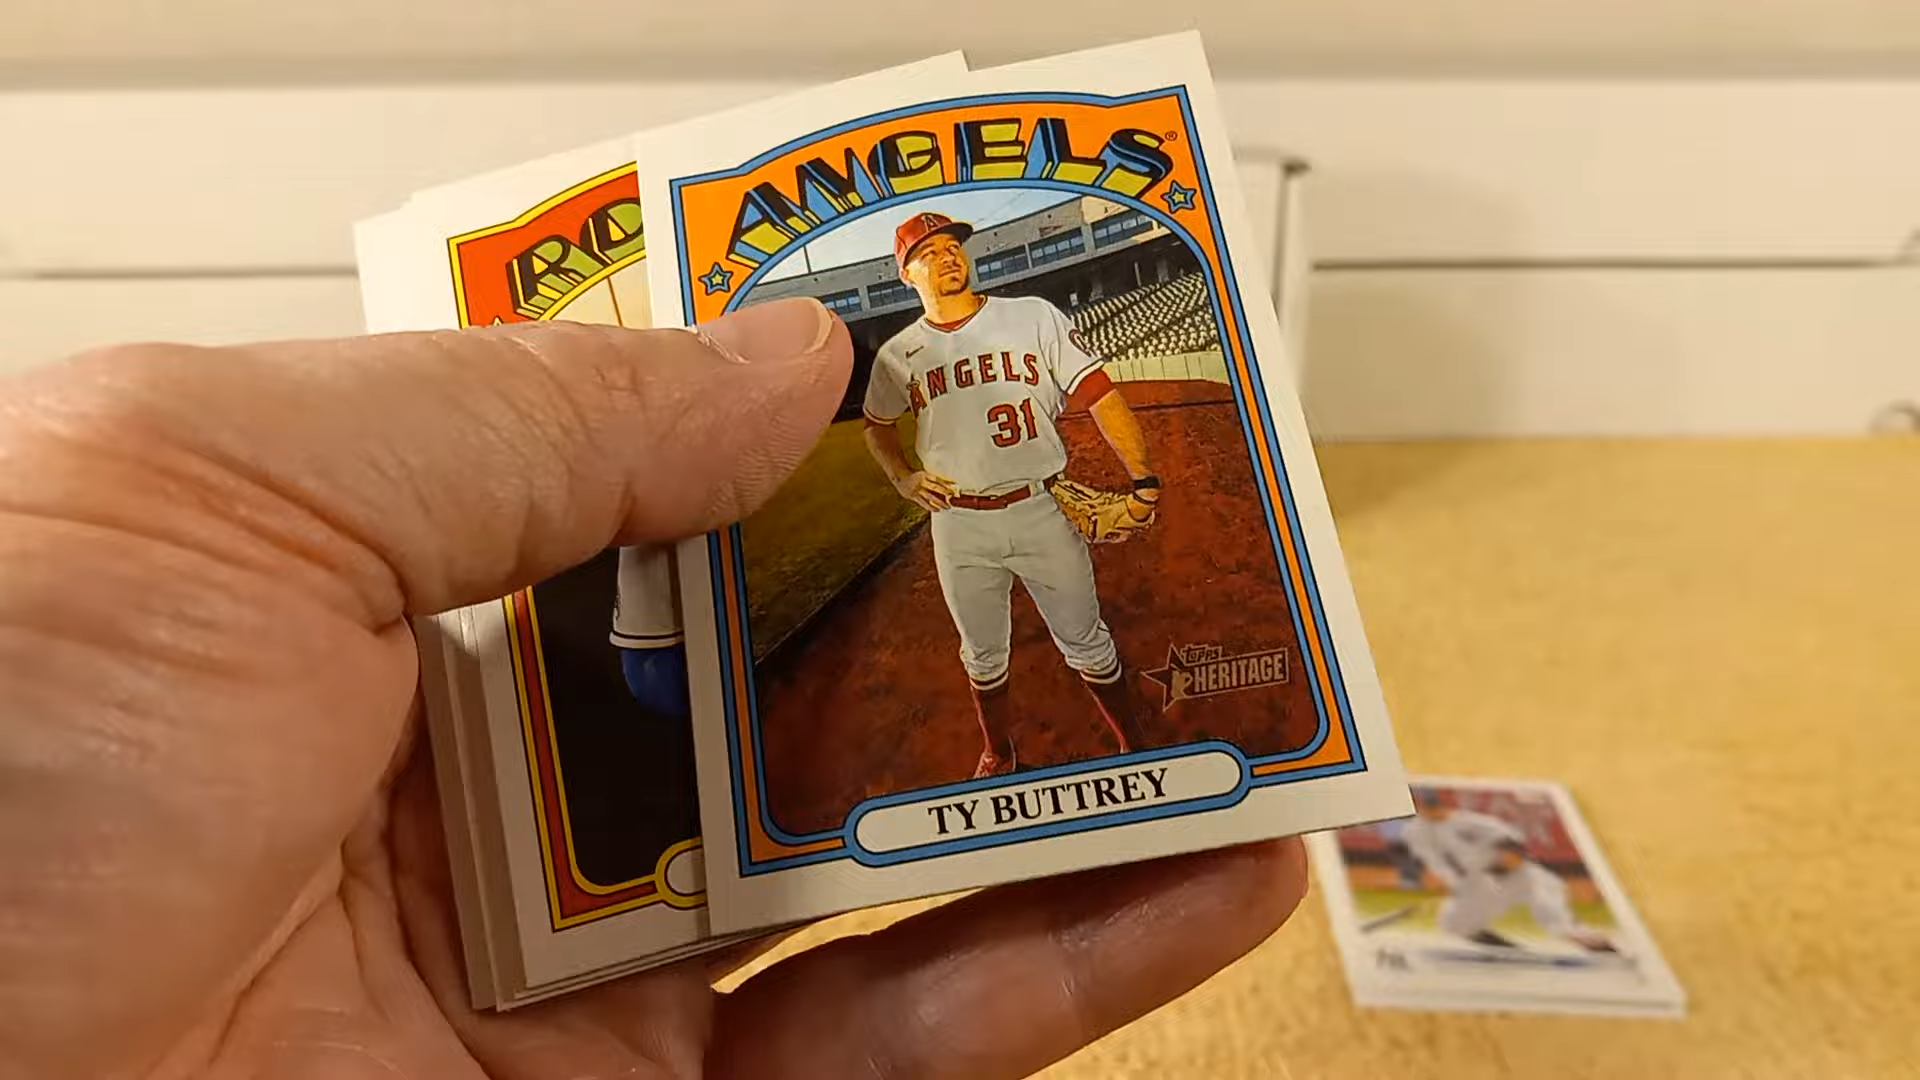 ANGELS
ANGELS
31
TOPPS
HERITAGE
TY BUTTREY